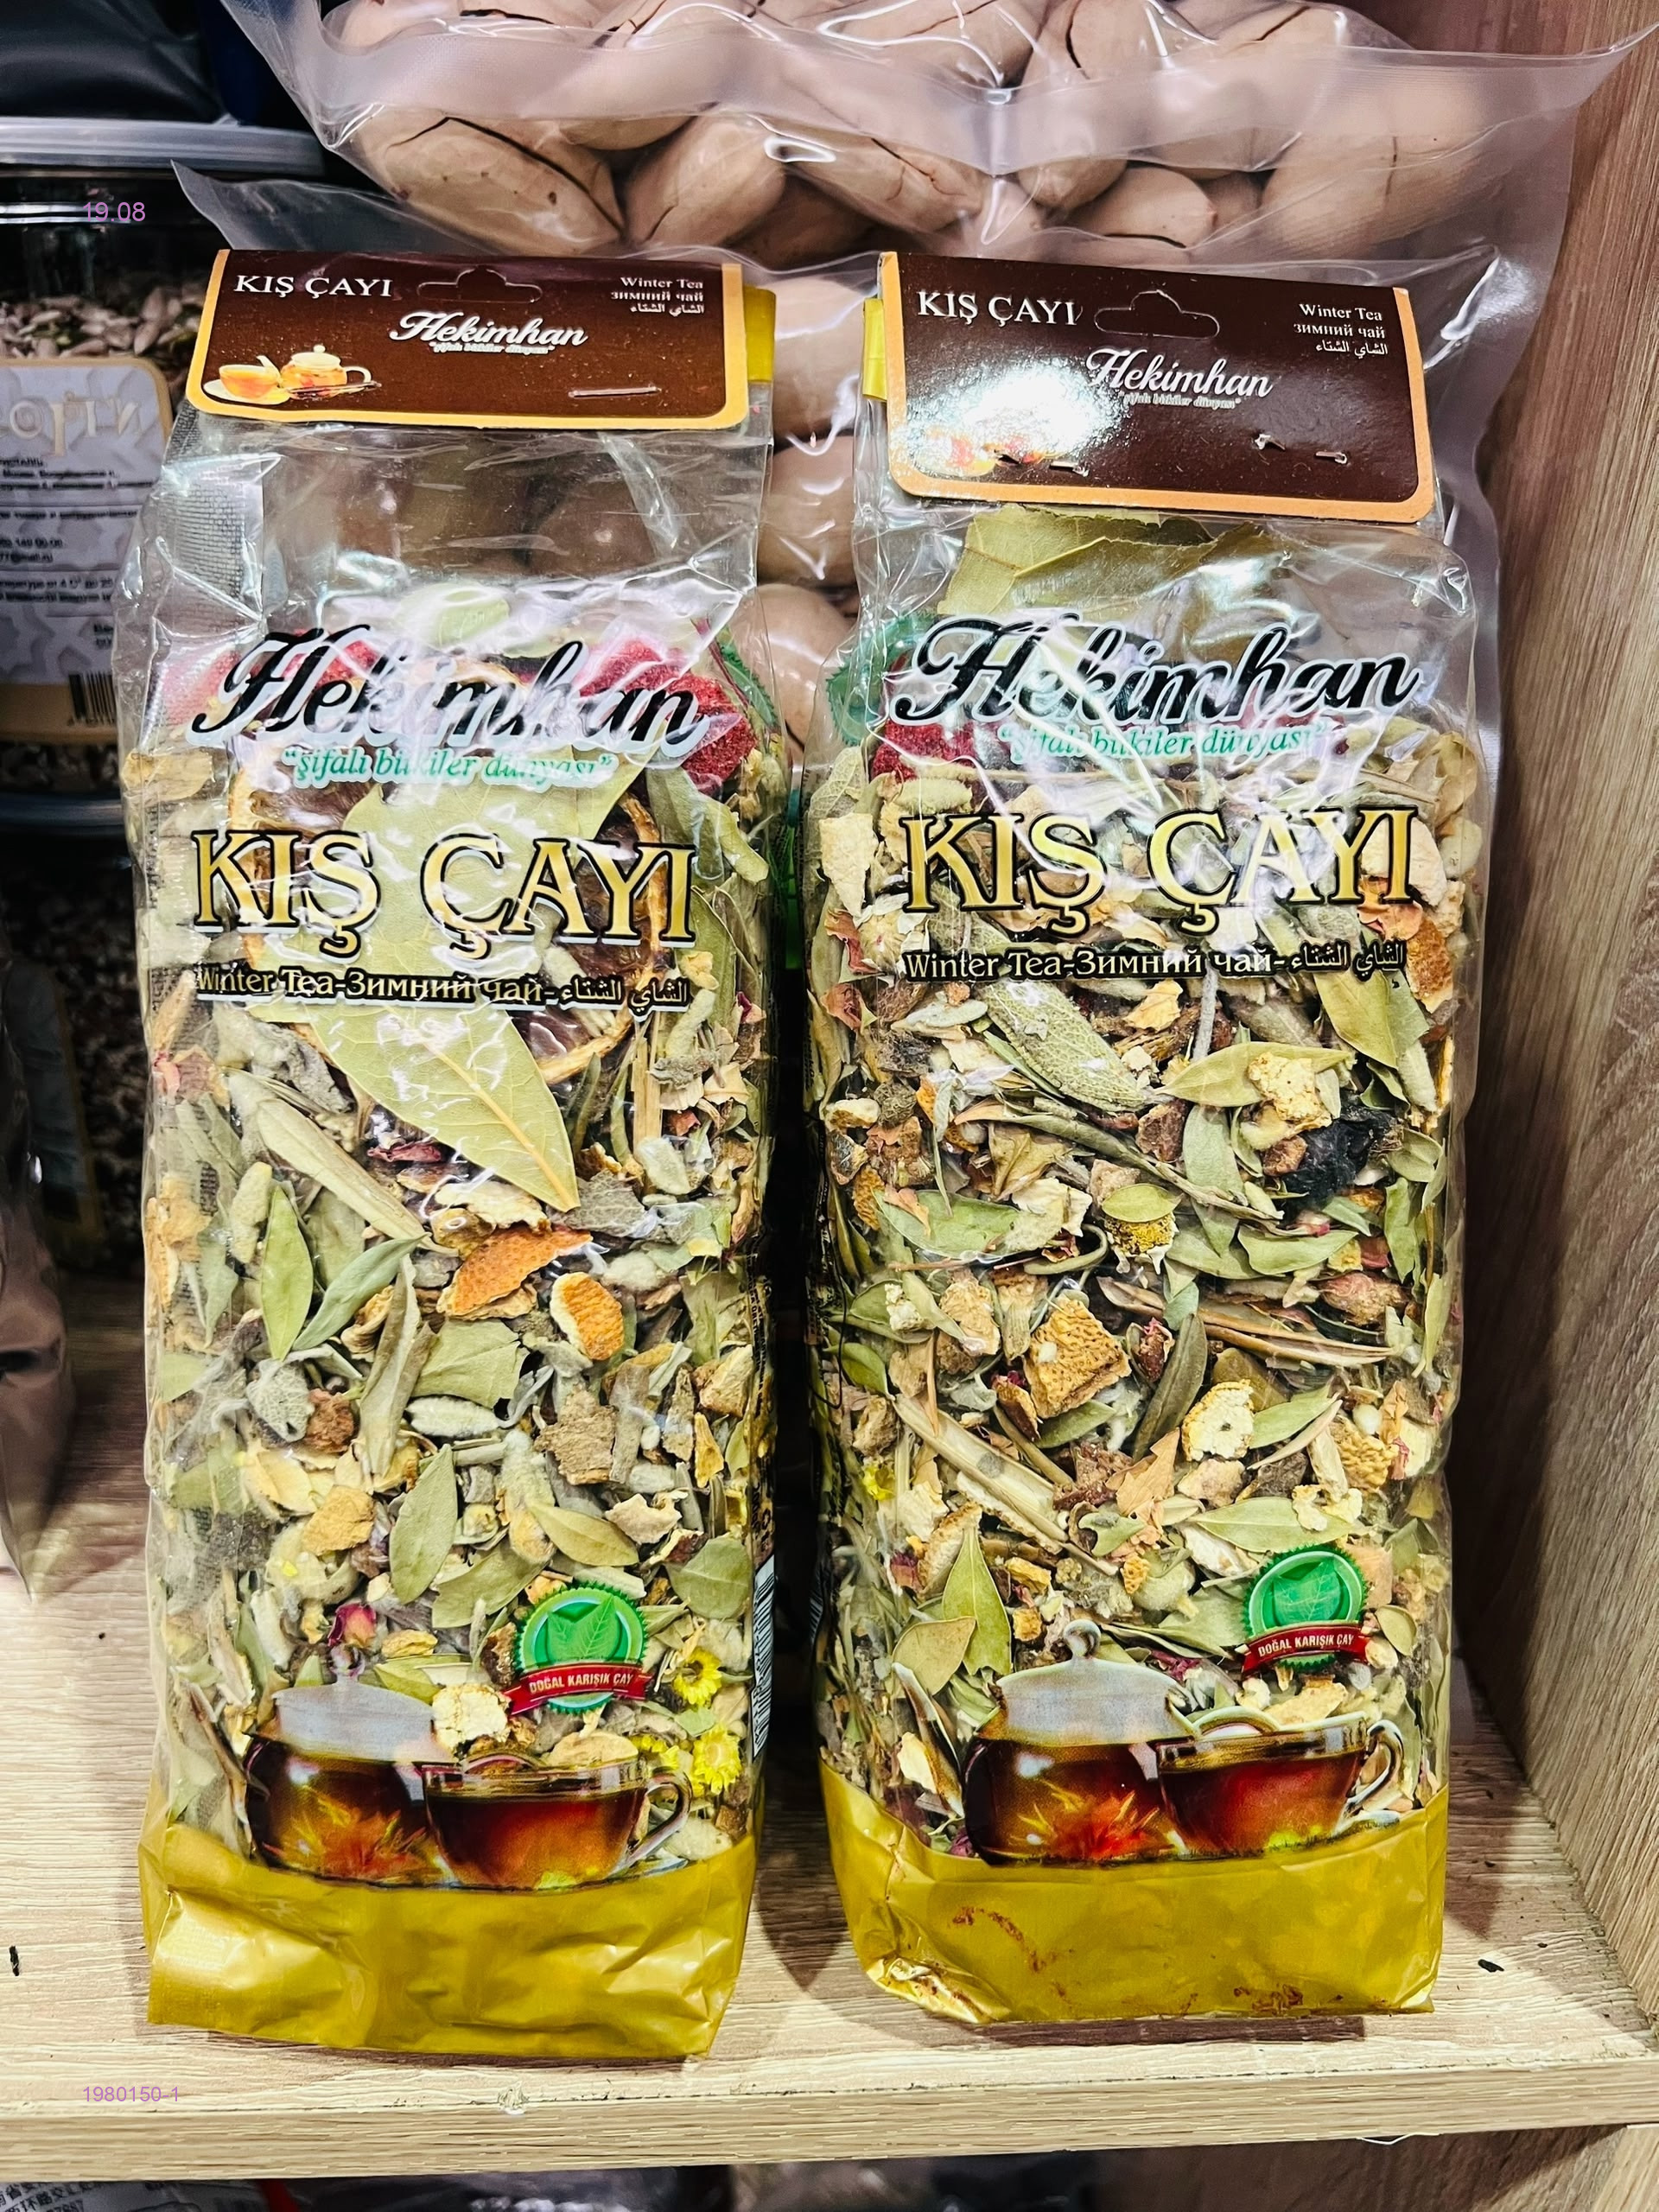 19.08
KIŞ ÇAYI
Winter Tea
зимний чай
الشاي الشتاء
Hekimhan
"şifalı bitkiler dünyası"
KIŞ ÇAYI
Winter Tea
зимний чай
الشاي الشتاء
Hekimhan
"şifalı bitkiler dünyası"
Hekimhan
"şifalı bitkiler dünyası"
KIŞ ÇAYI
Winter Tea-Зимний чай-الشاي الشتاء
DOĞAL KARIŞIK ÇAY
Hekimhan
"şifalı bitkiler dünyası"
KIŞ ÇAYI
Winter Tea-Зимний чай-الشاي الشتاء
DOĞAL KARIŞIK ÇAY
1980150-1